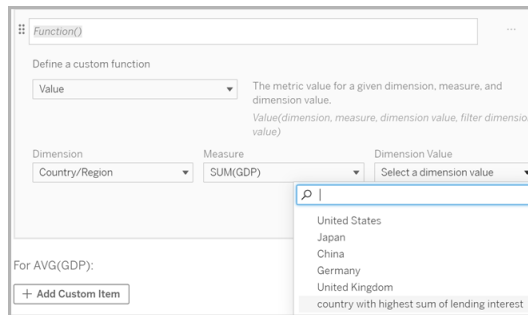 Function()
Define a custom function
Value
The metric value for a given dimension, measure, and
dimension value.
Value(dimension, measure, dimension value, filter dimensio
value)
Dimension
Measure
Dimension Value
Country/Region
SUM(GDP)
Select a dimension value
United States
Japan
China
Germany
United Kingdom
country with highest sum of lending interest
For AVG(GDP):
+ Add Custom Item